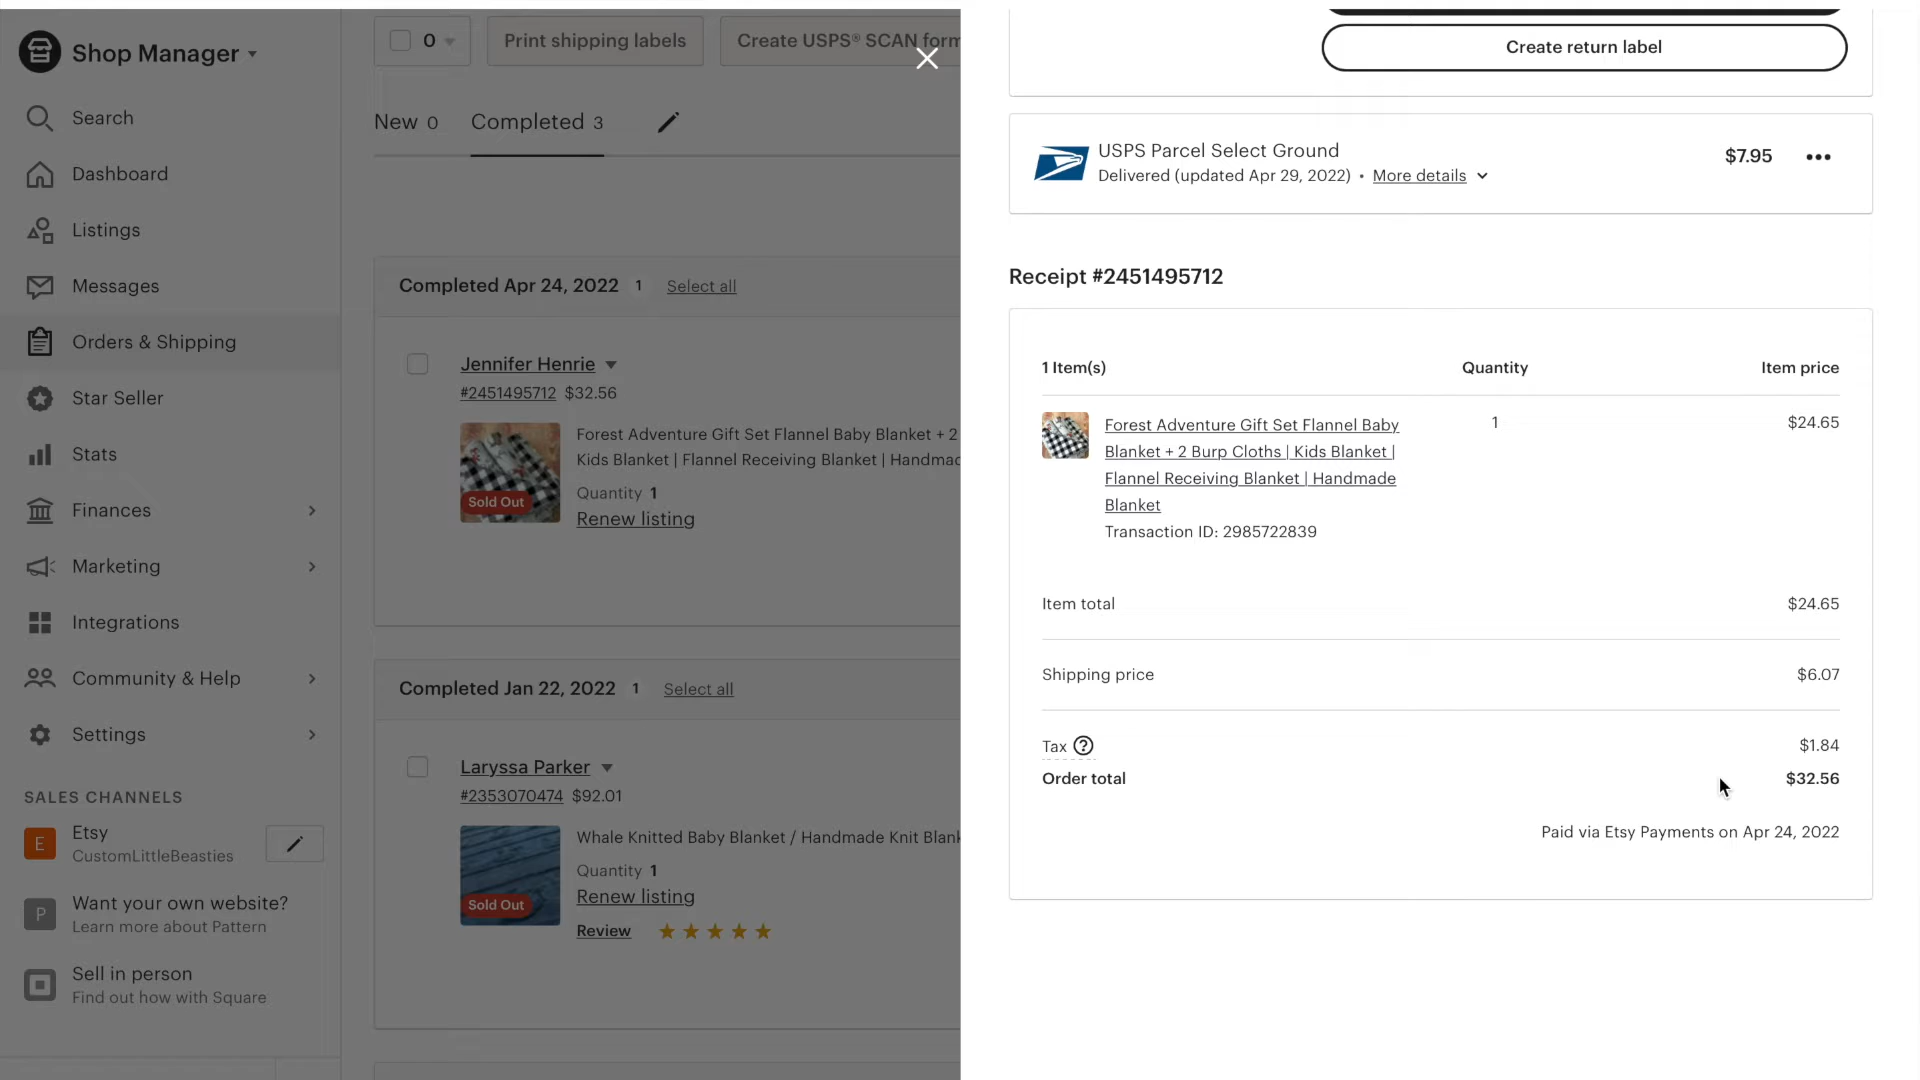 Shop Manager
Search
Dashboard
Listings
Messages
Orders & Shipping
Star Seller
Stats
Finances
Marketing
Integrations
Community & Help
Settings
SALES CHANNELS
E
Etsy
CustomLittleBeasties
P
Want your own website?
Learn more about Pattern
Sell in person
Find out how with Square
0
Print shipping labels
Create USPS® SCAN form
New 0
Completed 3
Completed Apr 24, 2022 1 Select all
Jennifer Henrie
#2451495712 $32.56
Forest Adventure Gift Set Flannel Baby Blanket + 2
Kids Blanket | Flannel Receiving Blanket | Handmad
Quantity 1
Sold Out
Renew listing
Completed Jan 22, 2022 1 Select all
Laryssa Parker
#2353070474 $92.01
Whale Knitted Baby Blanket / Handmade Knit Blank
Quantity 1
Renew listing
Sold Out
Review
Create return label
USPS Parcel Select Ground
Delivered (updated Apr 29, 2022) • More details
$7.95
Receipt #2451495712
1 Item(s) Quantity Item price
Forest Adventure Gift Set Flannel Baby 1 $24.65
Blanket + 2 Burp Cloths | Kids Blanket |
Flannel Receiving Blanket | Handmade
Blanket
Transaction ID: 2985722839
Item total $24.65
Shipping price $6.07
Tax ? $1.84
Order total $32.56
Paid via Etsy Payments on Apr 24, 2022